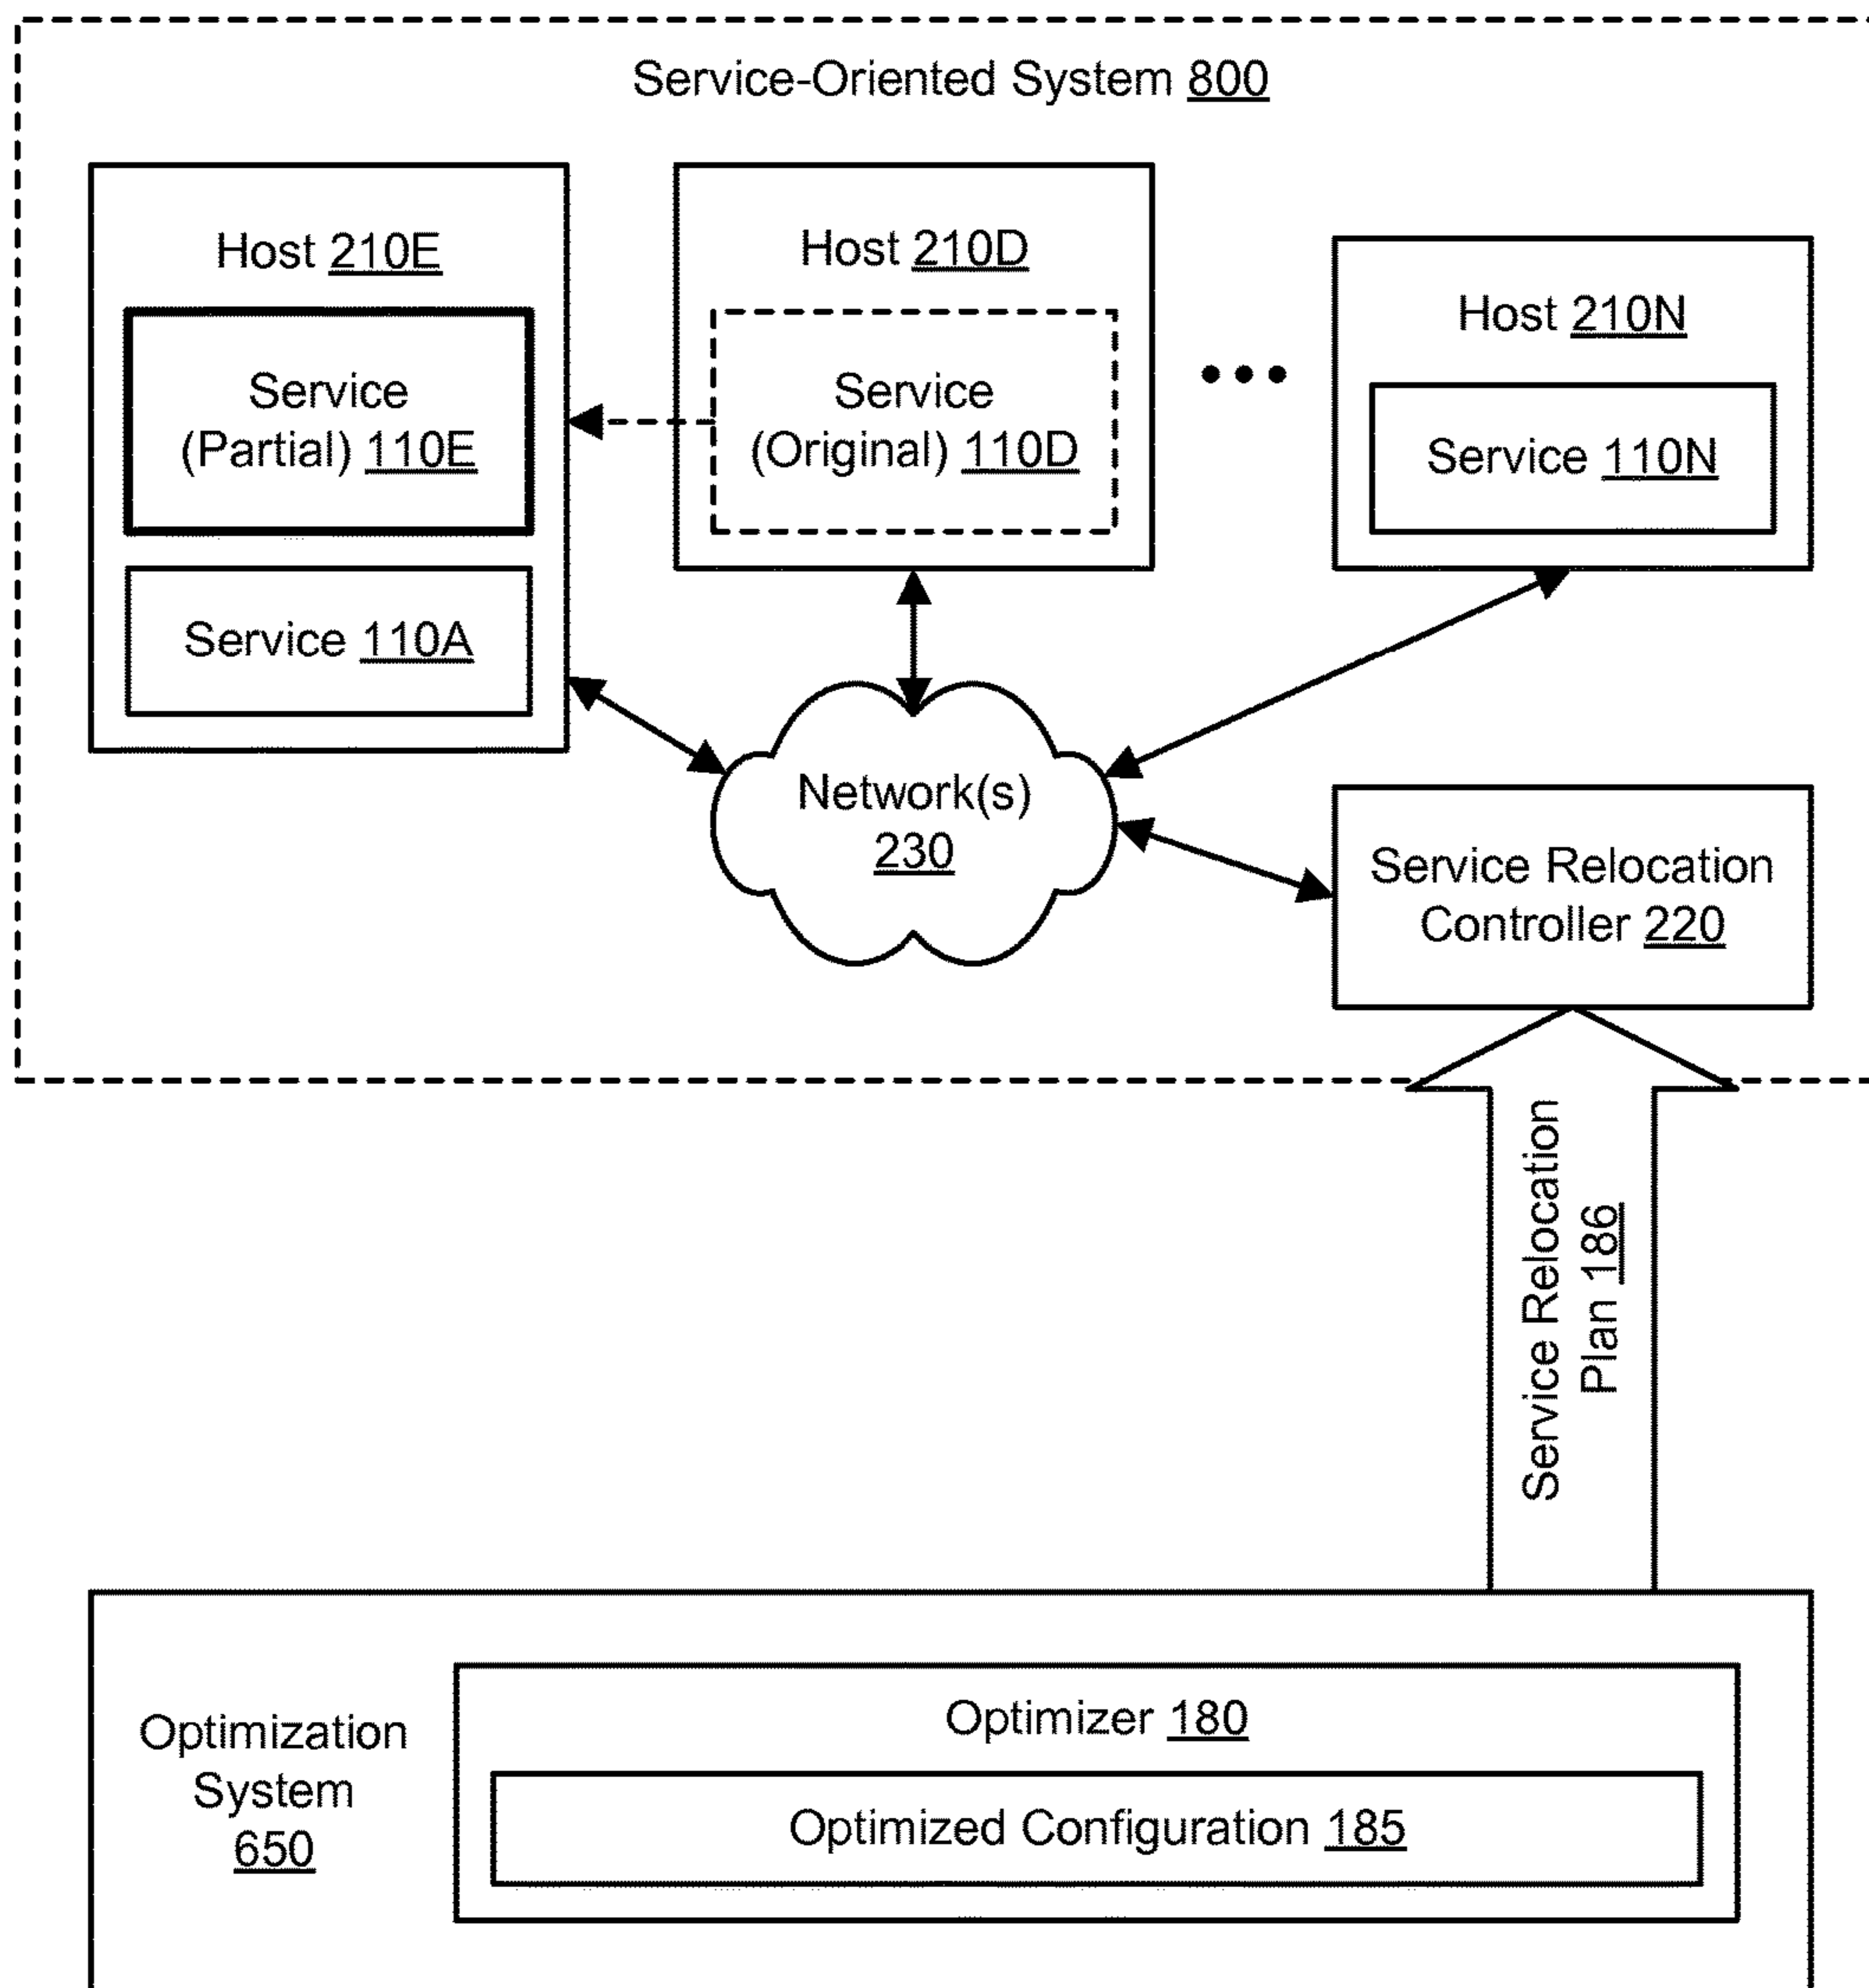 Service-Oriented System 800
Host 210E
Service
(Partial) 110E
Service 110A
Host 210D
Service
(Original) 110D
Host 210N
Service 110N
Network(s)
230
Service Relocation
Controller 220
Service Relocation
Plan 186
Optimization
System
650
Optimizer 180
Optimized Configuration 185